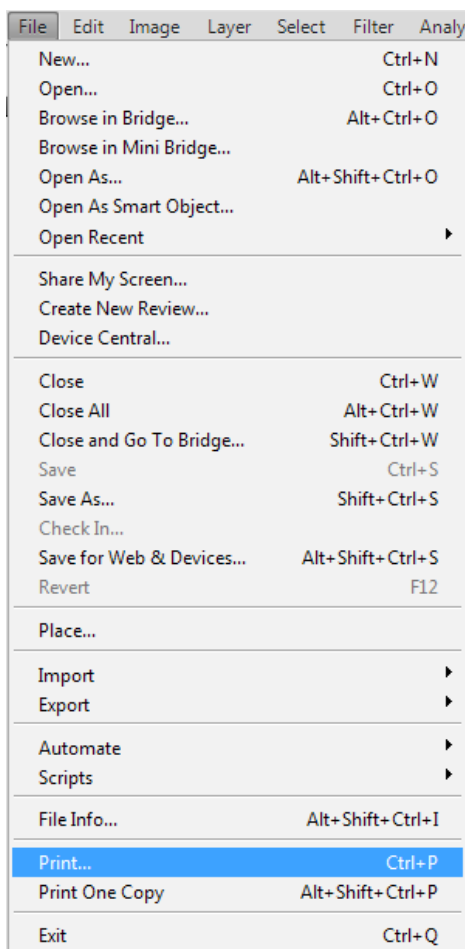 File Edit Image Layer Select Filter Analy
New... Ctrl+N
Open... Ctrl+O
Browse in Bridge... Alt+Ctrl+O
Browse in Mini Bridge...
Open As... Alt+Shift+Ctrl+O
Open As Smart Object...
Open Recent
Share My Screen...
Create New Review...
Device Central...
Close Ctrl+W
Close All Alt+Ctrl+W
Close and Go To Bridge... Shift+Ctrl+W
Save Ctrl+S
Save As... Shift+Ctrl+S
Check In...
Save for Web & Devices... Alt+Shift+Ctrl+S
Revert F12
Place...
Import
Export
Automate
Scripts
File Info... Alt+Shift+Ctrl+I
Print... Ctrl+P
Print One Copy Alt+Shift+Ctrl+P
Exit Ctrl+Q